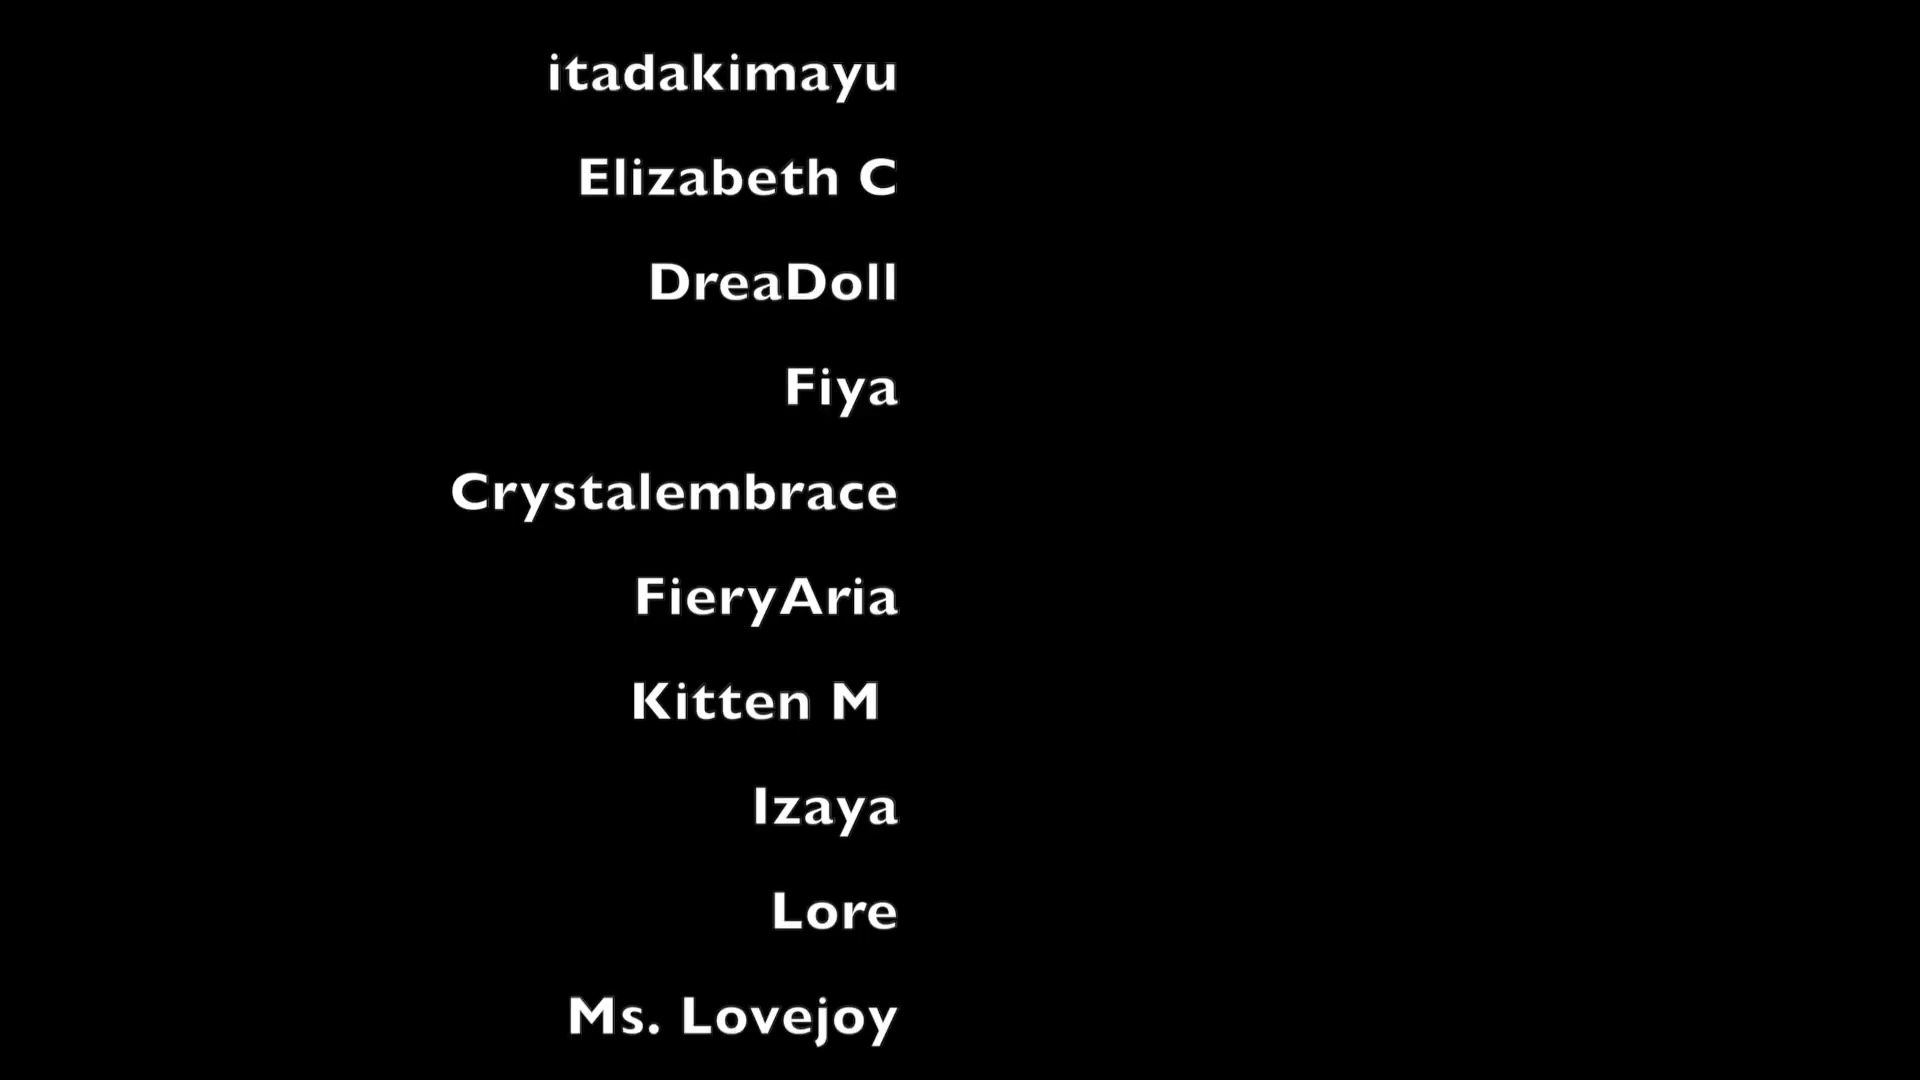 itadakimayu
Elizabeth C
DreaDoll
Fiya
Crystalembrace
FieryAria
Kitten M
Izaya
Lore
Ms. Lovejoy